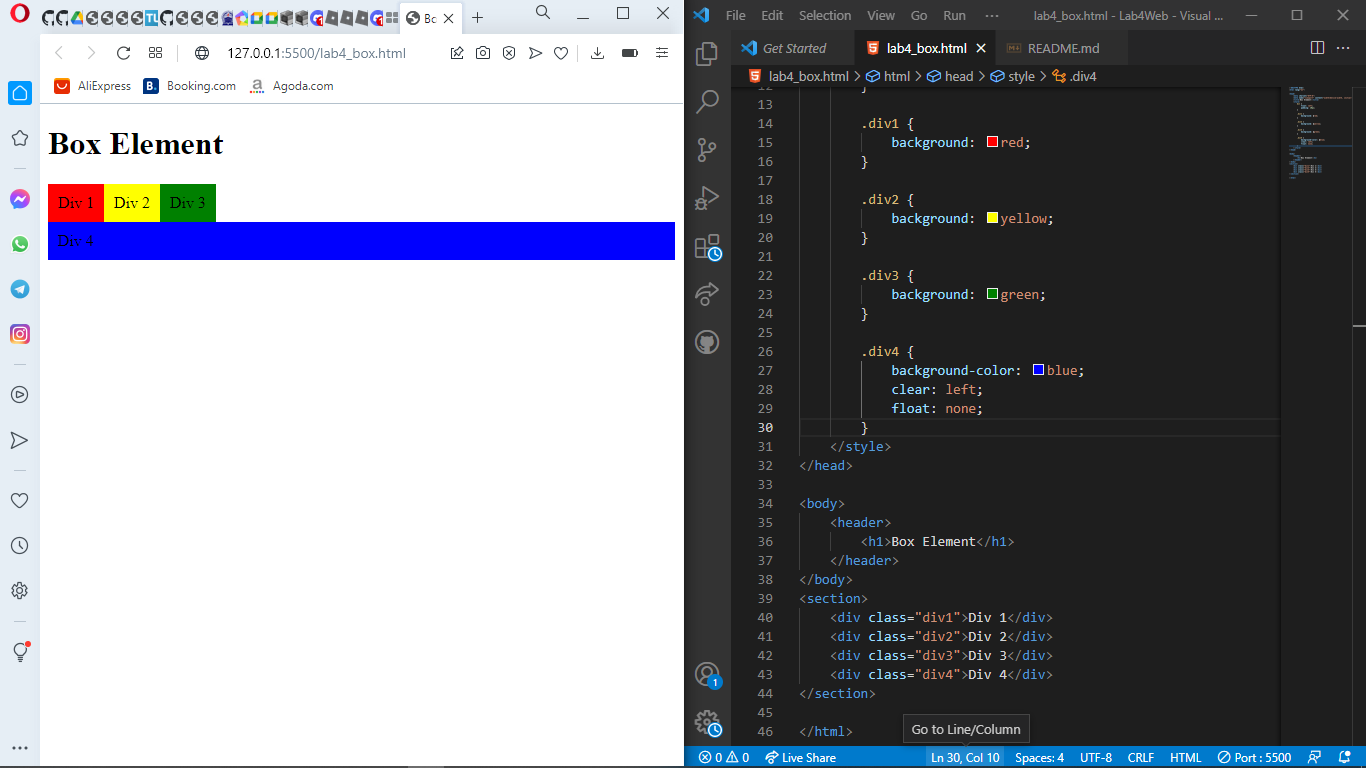 Bo
127.0.0.1:5500/lab4_box.html
AliExpress B. Booking.com a Agoda.com
Box Element
Div 1 Div 2 Div 3
Div 4
File Edit Selection View Go Run ··· lab4_box.html - Lab4Web - Visual ...
Get Started lab4_box.html README.md
lab4_box.html > html > head > style > .div4
12 }
13
14 .div1 {
15 background: red;
16 }
17
18 .div2 {
19 background: yellow;
20 }
21
22 .div3 {
23 background: green;
24 }
25
26 .div4 {
27 background-color: blue;
28 clear: left;
29 float: none;
30 }
31 </style>
32 </head>
33
34 <body>
35 <header>
36 <h1>Box Element</h1>
37 </header>
38 </body>
39 <section>
40 <div class="div1">Div 1</div>
41 <div class="div2">Div 2</div>
42 <div class="div3">Div 3</div>
43 <div class="div4">Div 4</div>
44 </section>
45
46 </html>
1
Go to Line/Column
0 0 Live Share Ln 30, Col 10 Spaces: 4 UTF-8 CRLF HTML Port : 5500